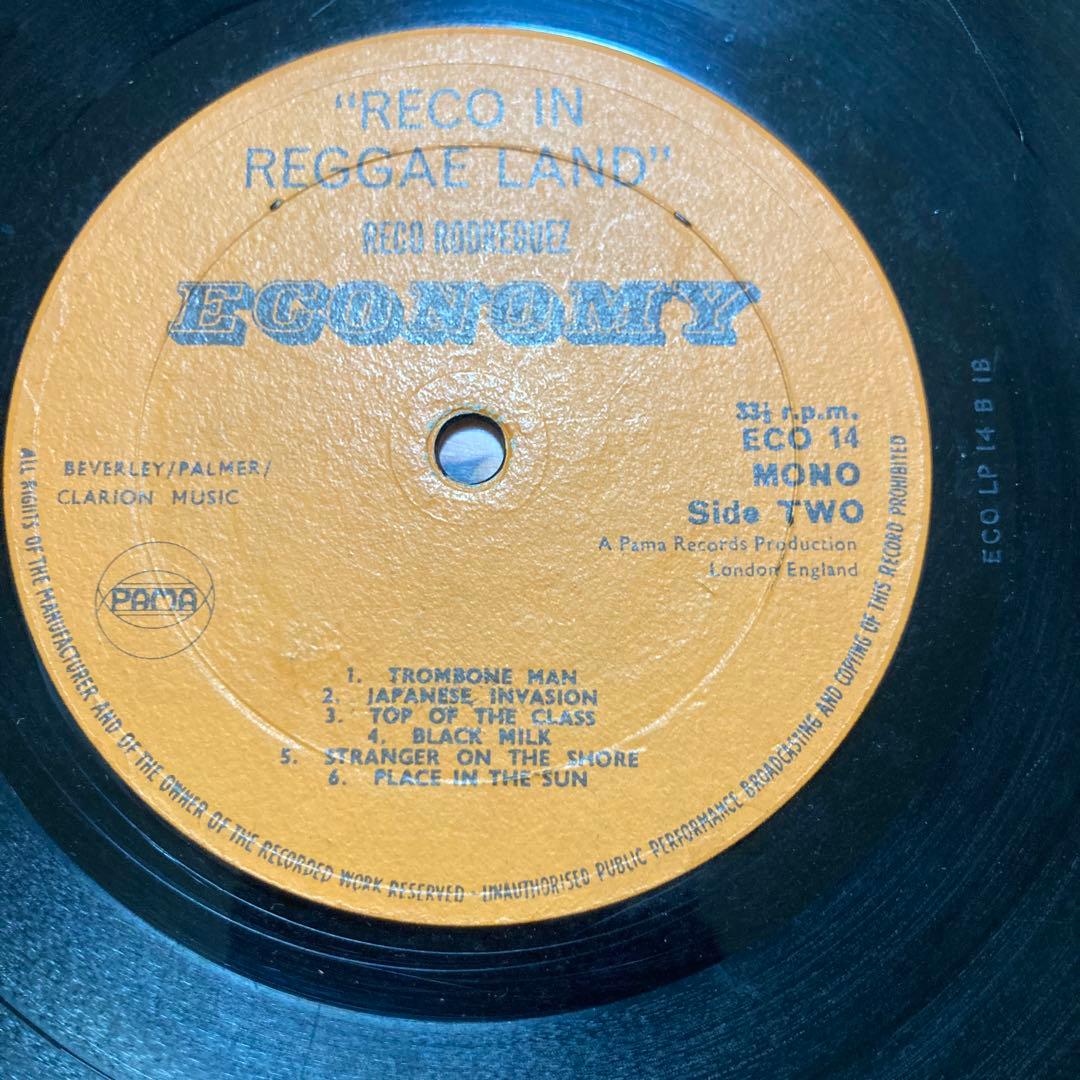 "RECO IN
REGGAE LAND"
RECO RODREGUEZ
ECONOMY
33⅓ r.p.m.
ECO 14
MONO
Side TWO
A Pama Records Production
London England
BEVERLEY/PALMER/
CLARION MUSIC
PAMA
1. TROMBONE MAN
2. JAPANESE INVASION
3. TOP OF THE CLASS
4. BLACK MILK
5. STRANGER ON THE SHORE
6. PLACE IN THE SUN
ALL RIGHTS OF THE MANUFACTURER AND OF THE OWNER OF THE RECORDED WORK RESERVED · UNAUTHORISED PUBLIC PERFORMANCE BROADCASTING AND COPYING OF THIS RECORD PROHIBITED
ECO LP 14 B 1B